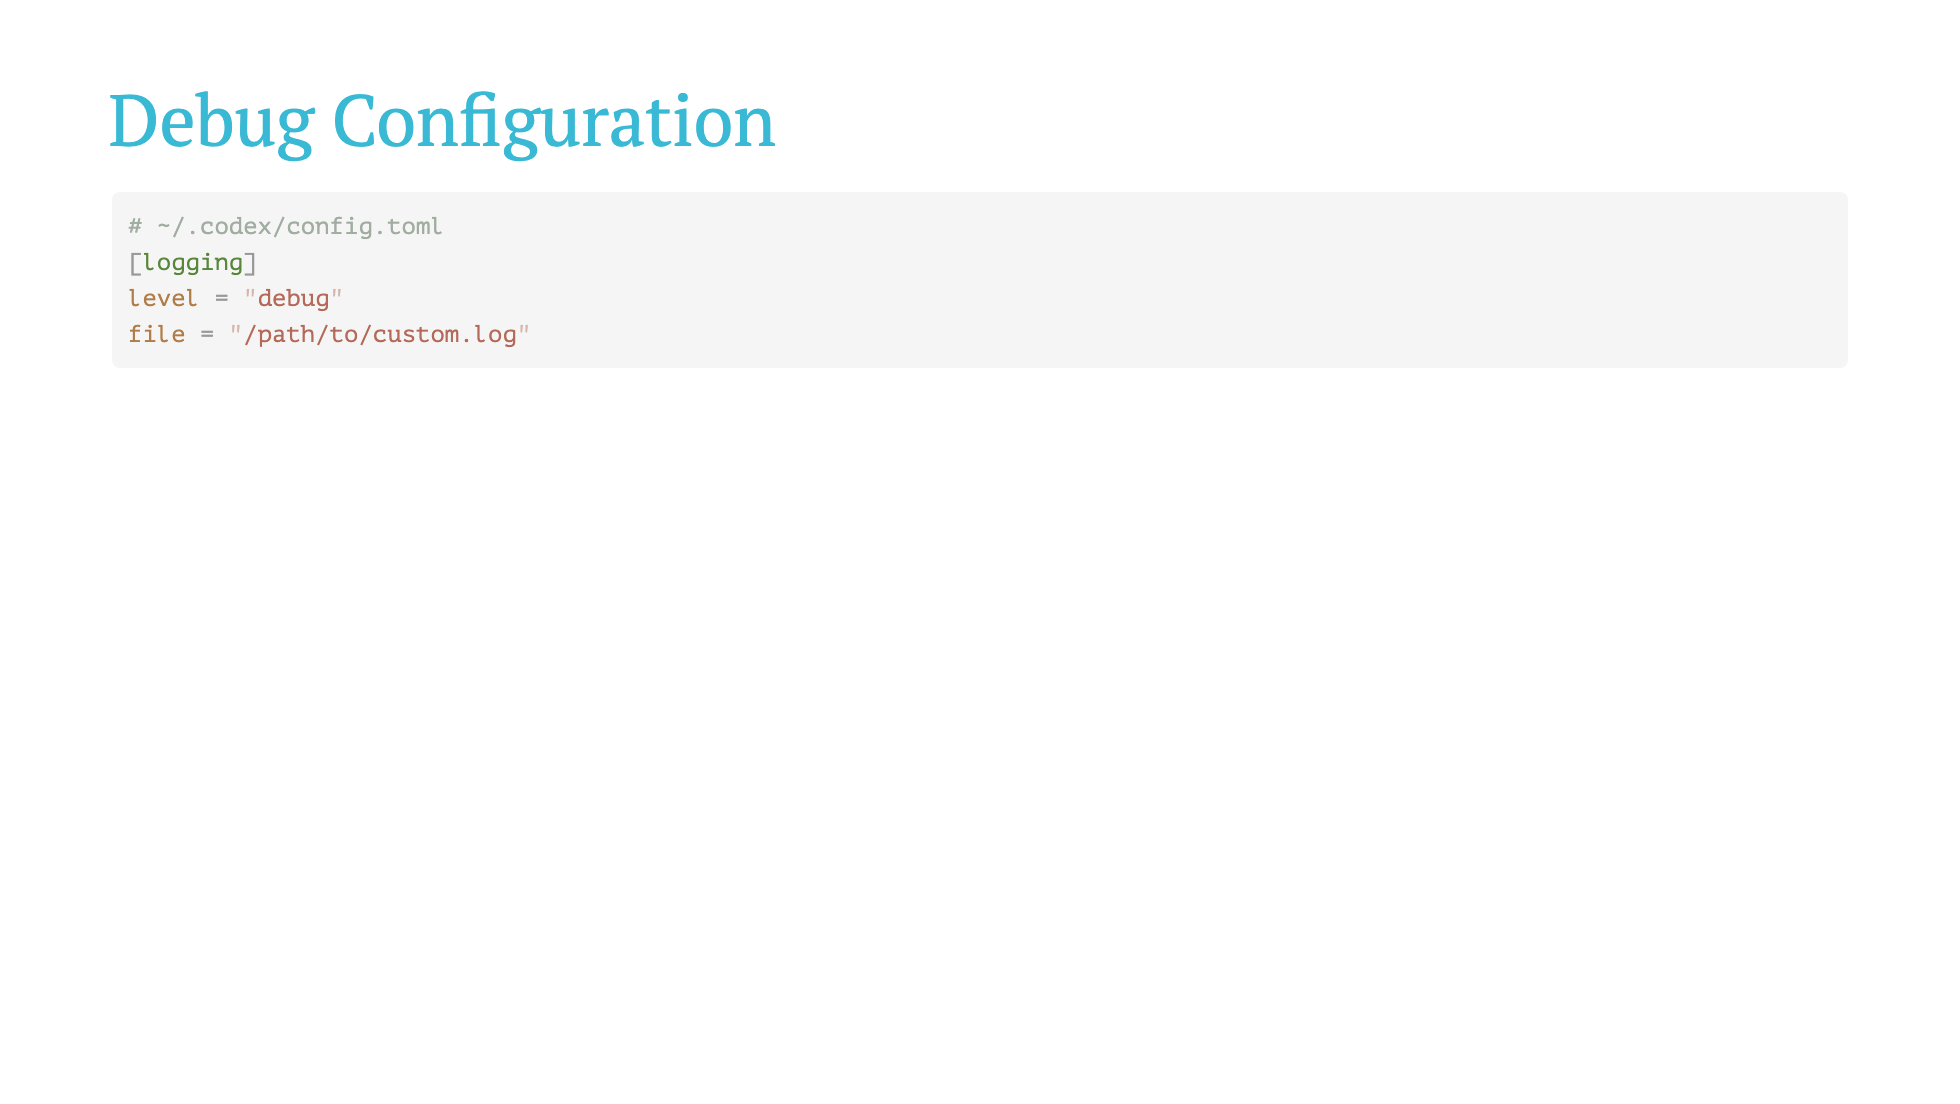 Debug Configuration
# ~/.codex/config.toml
[logging]
level = "debug"
file = "/path/to/custom.log"